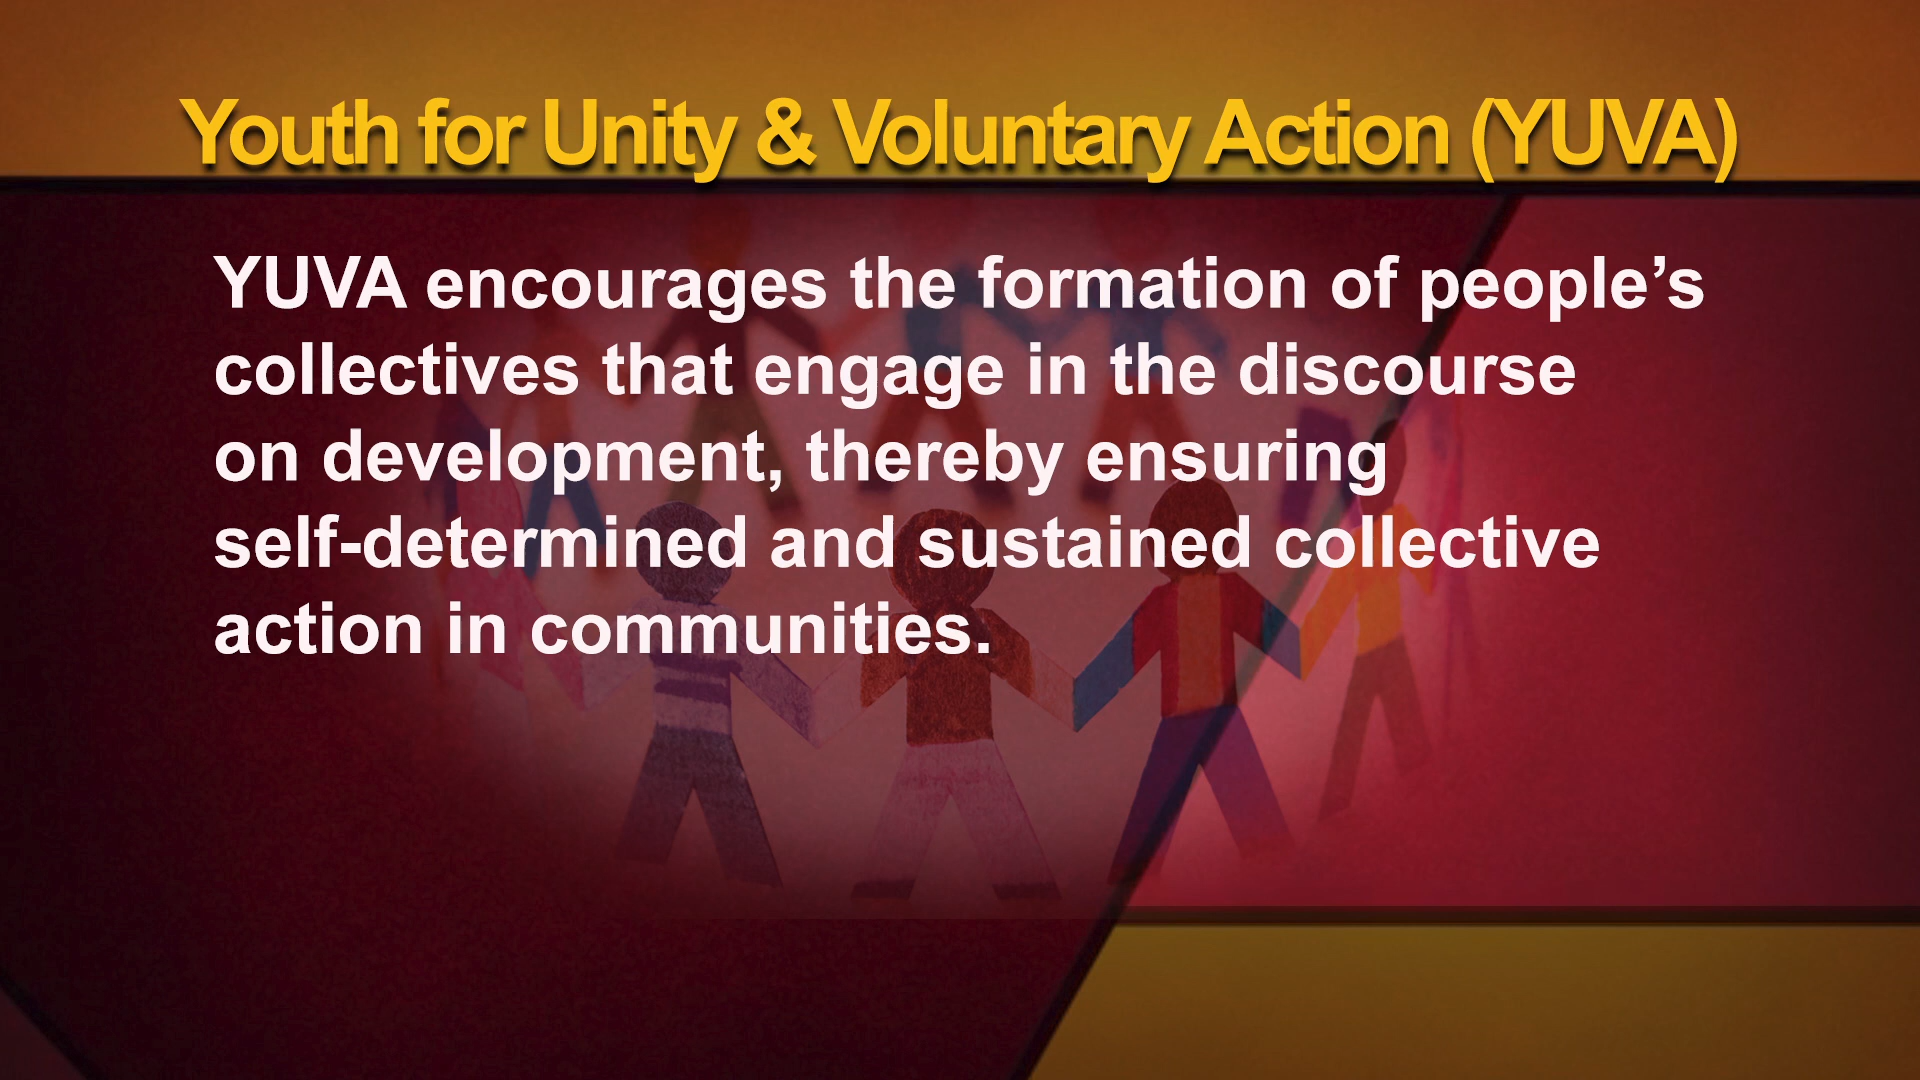 Youth for Unity & Voluntary Action (YUVA)
YUVA encourages the formation of people’s
collectives that engage in the discourse
on development, thereby ensuring
self-determined and sustained collective
action in communities.